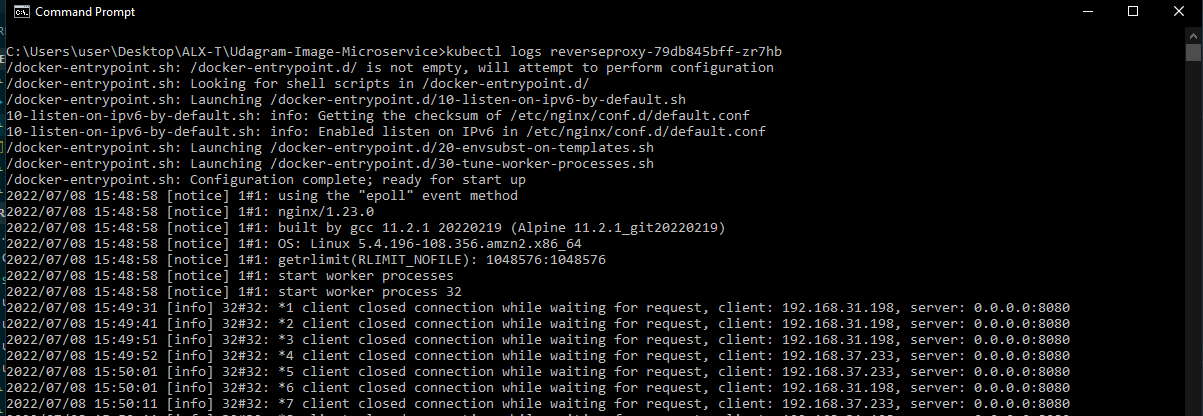 Command Prompt
C:\Users\user\Desktop\ALX-T\Udagram-Image-Microservice>kubectl logs reverseproxy-79db845bff-zr7hb
/docker-entrypoint.sh: /docker-entrypoint.d/ is not empty, will attempt to perform configuration
/docker-entrypoint.sh: Looking for shell scripts in /docker-entrypoint.d/
/docker-entrypoint.sh: Launching /docker-entrypoint.d/10-listen-on-ipv6-by-default.sh
10-listen-on-ipv6-by-default.sh: info: Getting the checksum of /etc/nginx/conf.d/default.conf
10-listen-on-ipv6-by-default.sh: info: Enabled listen on IPv6 in /etc/nginx/conf.d/default.conf
/docker-entrypoint.sh: Launching /docker-entrypoint.d/20-envsubst-on-templates.sh
/docker-entrypoint.sh: Launching /docker-entrypoint.d/30-tune-worker-processes.sh
/docker-entrypoint.sh: Configuration complete; ready for start up
2022/07/08 15:48:58 [notice] 1#1: using the "epoll" event method
2022/07/08 15:48:58 [notice] 1#1: nginx/1.23.0
2022/07/08 15:48:58 [notice] 1#1: built by gcc 11.2.1 20220219 (Alpine 11.2.1_git20220219)
2022/07/08 15:48:58 [notice] 1#1: OS: Linux 5.4.196-108.356.amzn2.x86_64
2022/07/08 15:48:58 [notice] 1#1: getrlimit(RLIMIT_NOFILE): 1048576:1048576
2022/07/08 15:48:58 [notice] 1#1: start worker processes
2022/07/08 15:48:58 [notice] 1#1: start worker process 32
2022/07/08 15:49:31 [info] 32#32: *1 client closed connection while waiting for request, client: 192.168.31.198, server: 0.0.0.0:8080
2022/07/08 15:49:41 [info] 32#32: *2 client closed connection while waiting for request, client: 192.168.31.198, server: 0.0.0.0:8080
2022/07/08 15:49:51 [info] 32#32: *3 client closed connection while waiting for request, client: 192.168.31.198, server: 0.0.0.0:8080
2022/07/08 15:49:52 [info] 32#32: *4 client closed connection while waiting for request, client: 192.168.37.233, server: 0.0.0.0:8080
2022/07/08 15:50:01 [info] 32#32: *5 client closed connection while waiting for request, client: 192.168.37.233, server: 0.0.0.0:8080
2022/07/08 15:50:01 [info] 32#32: *6 client closed connection while waiting for request, client: 192.168.31.198, server: 0.0.0.0:8080
2022/07/08 15:50:11 [info] 32#32: *7 client closed connection while waiting for request, client: 192.168.37.233, server: 0.0.0.0:8080